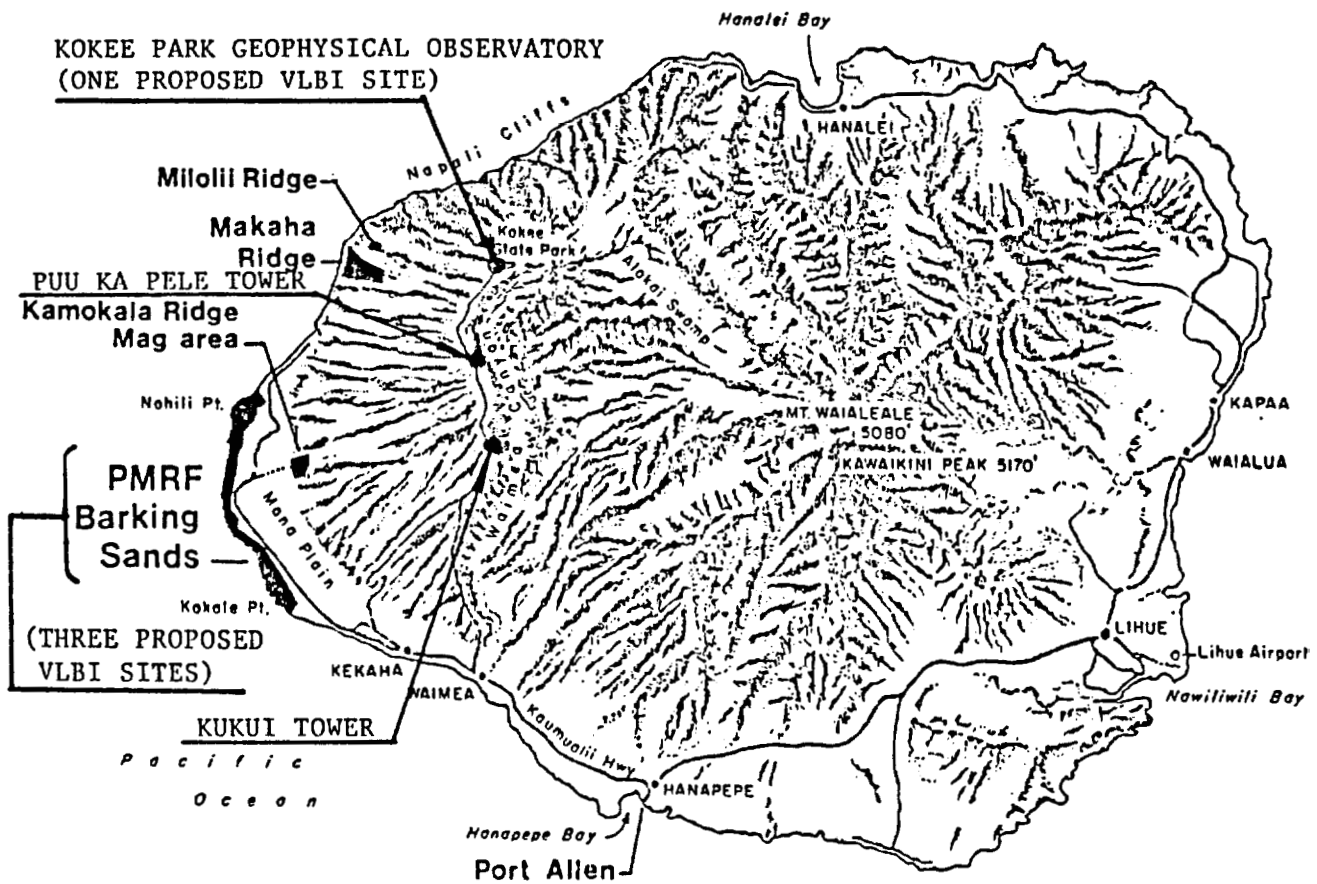 Hanalei Bay
KOKEE PARK GEOPHYSICAL OBSERVATORY
(ONE PROPOSED VLBI SITE)
Napali Cliffs
HANALEI
Milolii Ridge
Makaha
Ridge
Kokee
State Park
PUU KA PELE TOWER
Alakai Swamp
Kamokala Ridge
Mag area
Nohili Pt.
KAPAA
MT. WAIALEALE
5080'
WAIALUA
KAWAIKINI PEAK 5170'
PMRF
Barking
Sands
Mana Plain
Waimea
Kokole Pt.
(THREE PROPOSED
VLBI SITES)
LIHUE
Lihue Airport
KEKAHA
WAIMEA
Nawiliwili Bay
KUKUI TOWER
Kaumualii Hwy
Pacific
Ocean
HANAPEPE
Hanapepe Bay
Port Allen